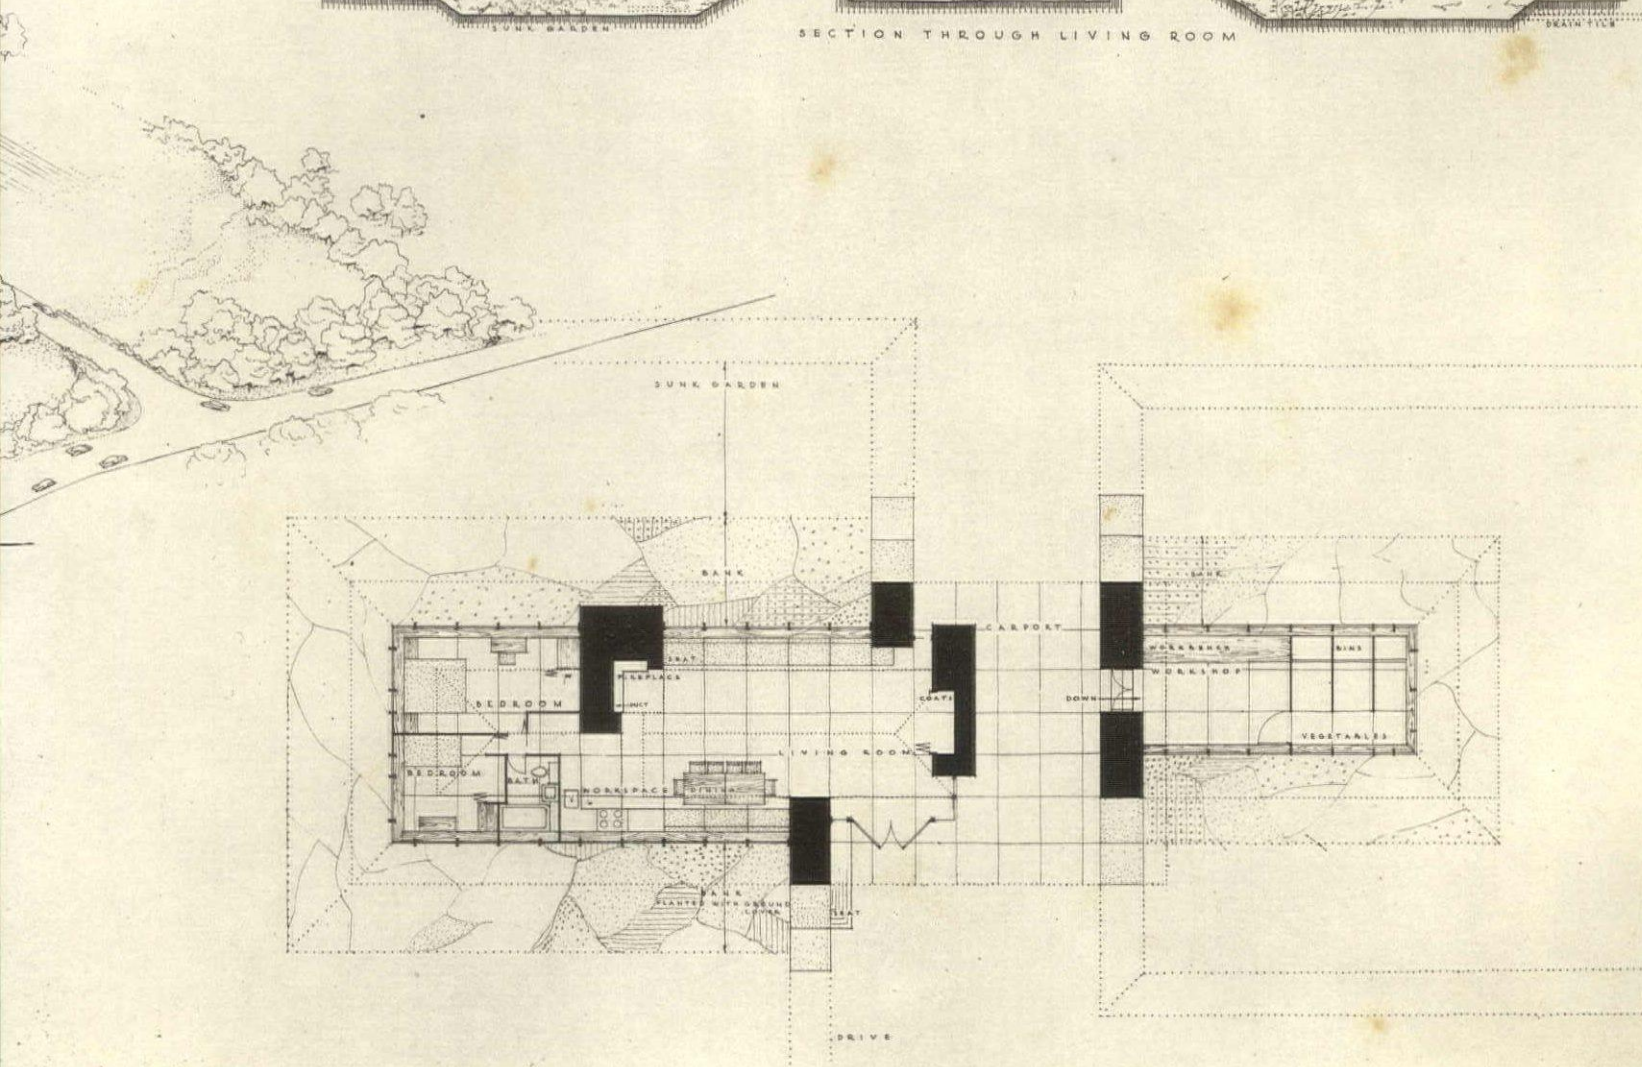 SUNK GARDEN
SECTION THROUGH LIVING ROOM
DRAIN TILE
SUNK GARDEN
BANK
BANK
CARPORT
WORKBENCH
BINS
SEAT
WORKSHOP
FIREPLACE
BEDROOM
DUCT
COATS
DOWN
VEGETABLES
LIVING ROOM
BEDROOM
BATH
WORKSPACE
DINING
BANK
PLANTED WITH GROUND
COVER
SEAT
DRIVE